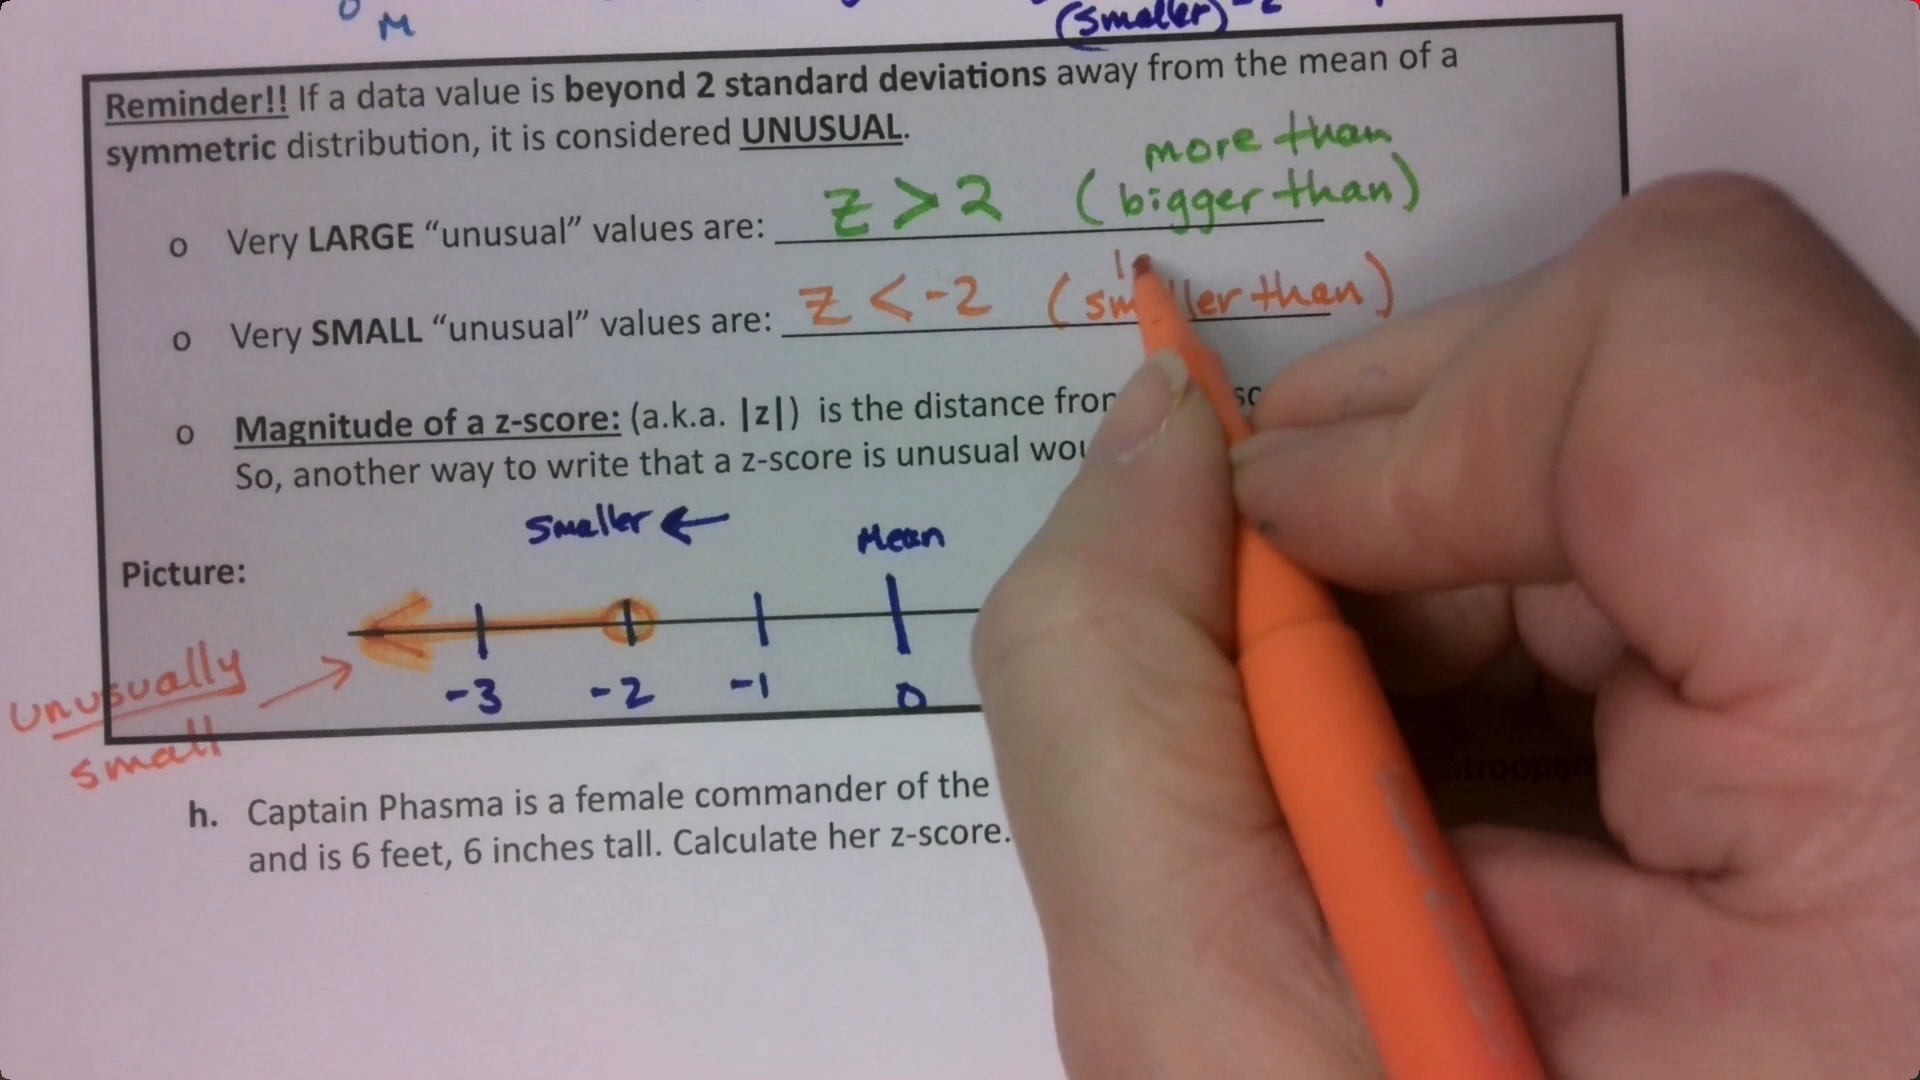 M
(smaller)
Reminder!! If a data value is beyond 2 standard deviations away from the mean of a
symmetric distribution, it is considered UNUSUAL.
more than
o Very LARGE “unusual” values are: z > 2 (bigger than)
o Very SMALL “unusual” values are: z < -2 (smaller than)
o Magnitude of a z-score: (a.k.a. |z|) is the distance
So, another way to write that a z-score is unusual
smaller ←
Mean
Picture:
-3 -2 -1 0
unusually
small
h. Captain Phasma is a female commander of the
and is 6 feet, 6 inches tall. Calculate her z-score.